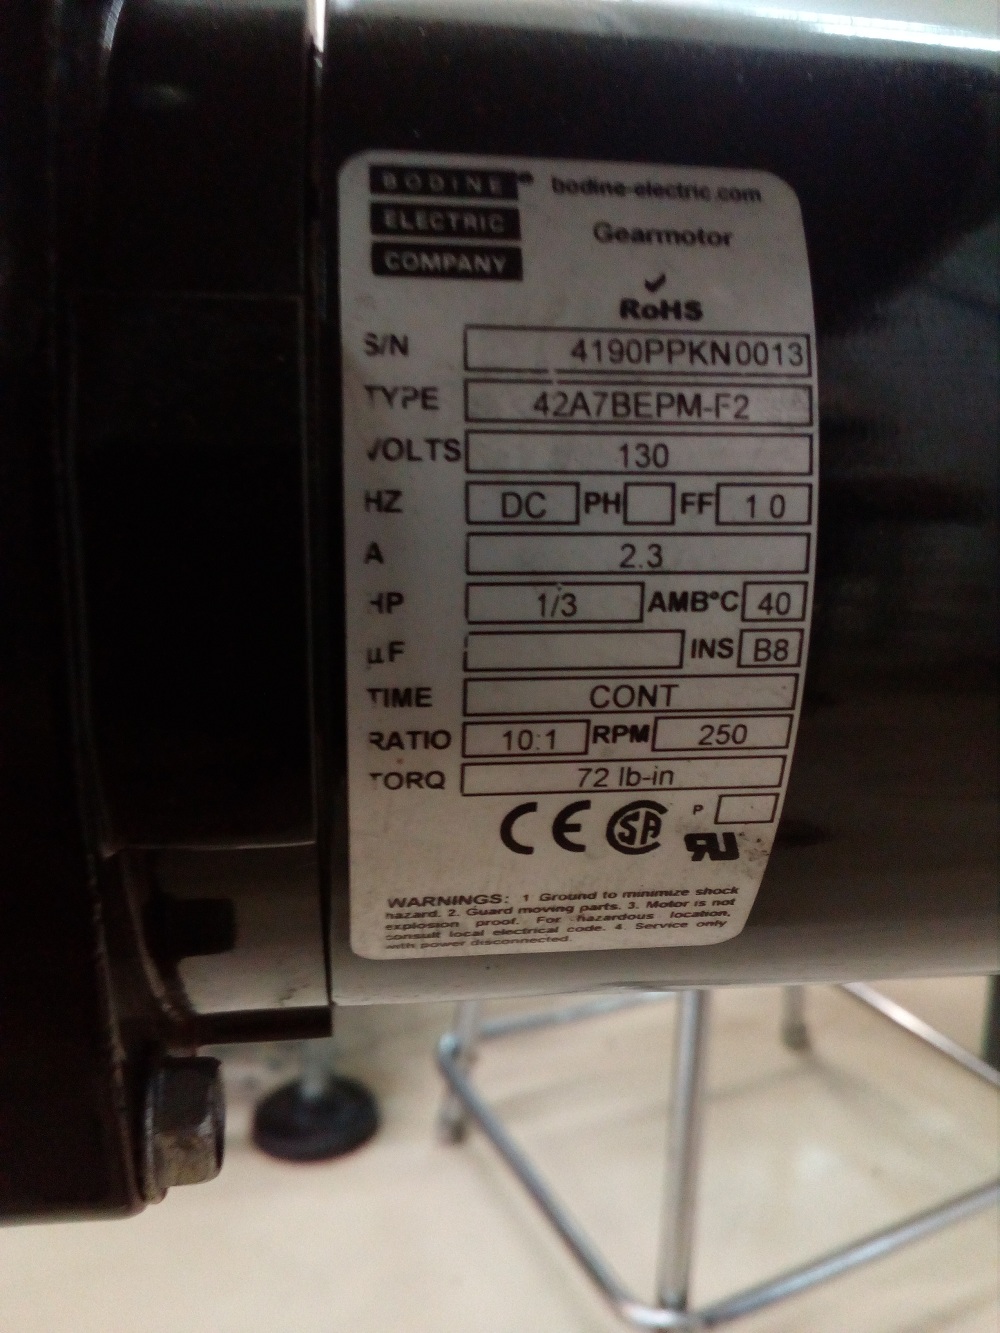 BODINE® bodine-electric.com
ELECTRIC
COMPANY
Gearmotor
RoHS
S/N 4190PPKN0013
TYPE 42A7BEPM-F2
VOLTS 130
HZ DC PH FF 1 0
A 2.3
HP 1/3 AMB°C 40
µF INS B8
TIME CONT
RATIO 10:1 RPM 250
TORQ 72 lb-in
P
CE SA RU
WARNINGS: 1 Ground to minimize shock
hazard. 2. Guard moving parts. 3. Motor is not
explosion proof. For hazardous location,
consult local electrical code. 4. Service only
with power disconnected.